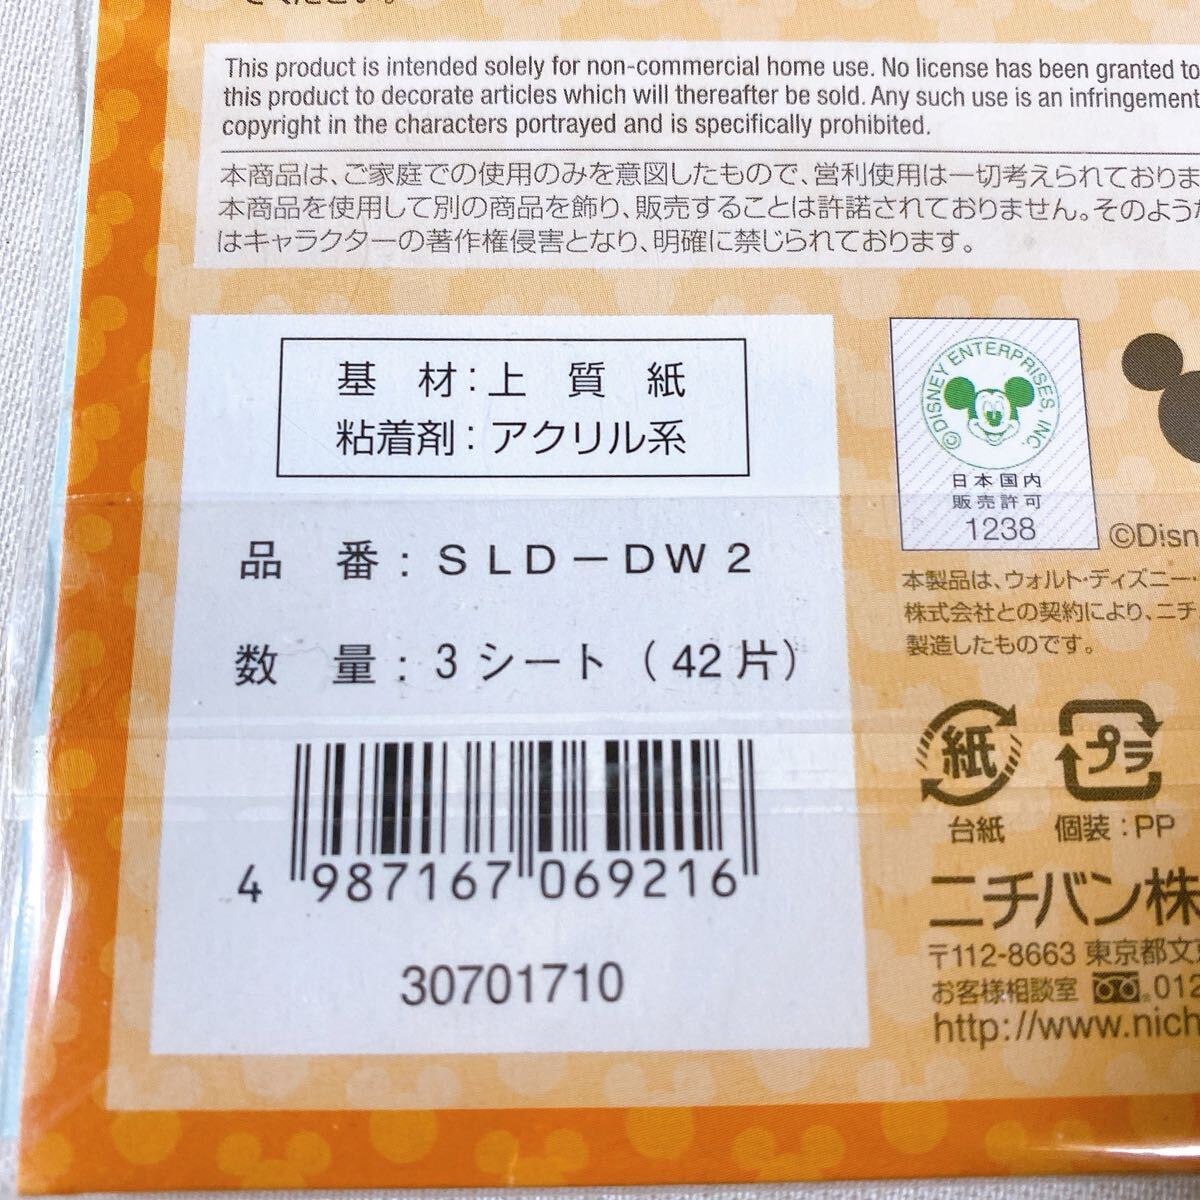 ください。
This product is intended solely for non-commercial home use. No license has been granted to
this product to decorate articles which will thereafter be sold. Any such use is an infringement
copyright in the characters portrayed and is specifically prohibited.
本商品は、ご家庭での使用のみを意図したもので、営利使用は一切考えられておりま
本商品を使用して別の商品を飾り、販売することは許諾されておりません。そのような
はキャラクターの著作権侵害となり、明確に禁じられております。
基 材：上 質 紙
粘着剤：アクリル系
品 番：SLD－DW2
数 量：3シート（42片）
4 987167 069216
30701710
©DISNEY ENTERPRISES, INC.
日本国内
販売許可
1238
©Disn
本製品は、ウォルト・ディズニー・
株式会社との契約により、ニチ
製造したものです。
紙 プラ
台紙 個装：PP
ニチバン株
〒112-8663 東京都文京
お客様相談室 012
http://www.nich